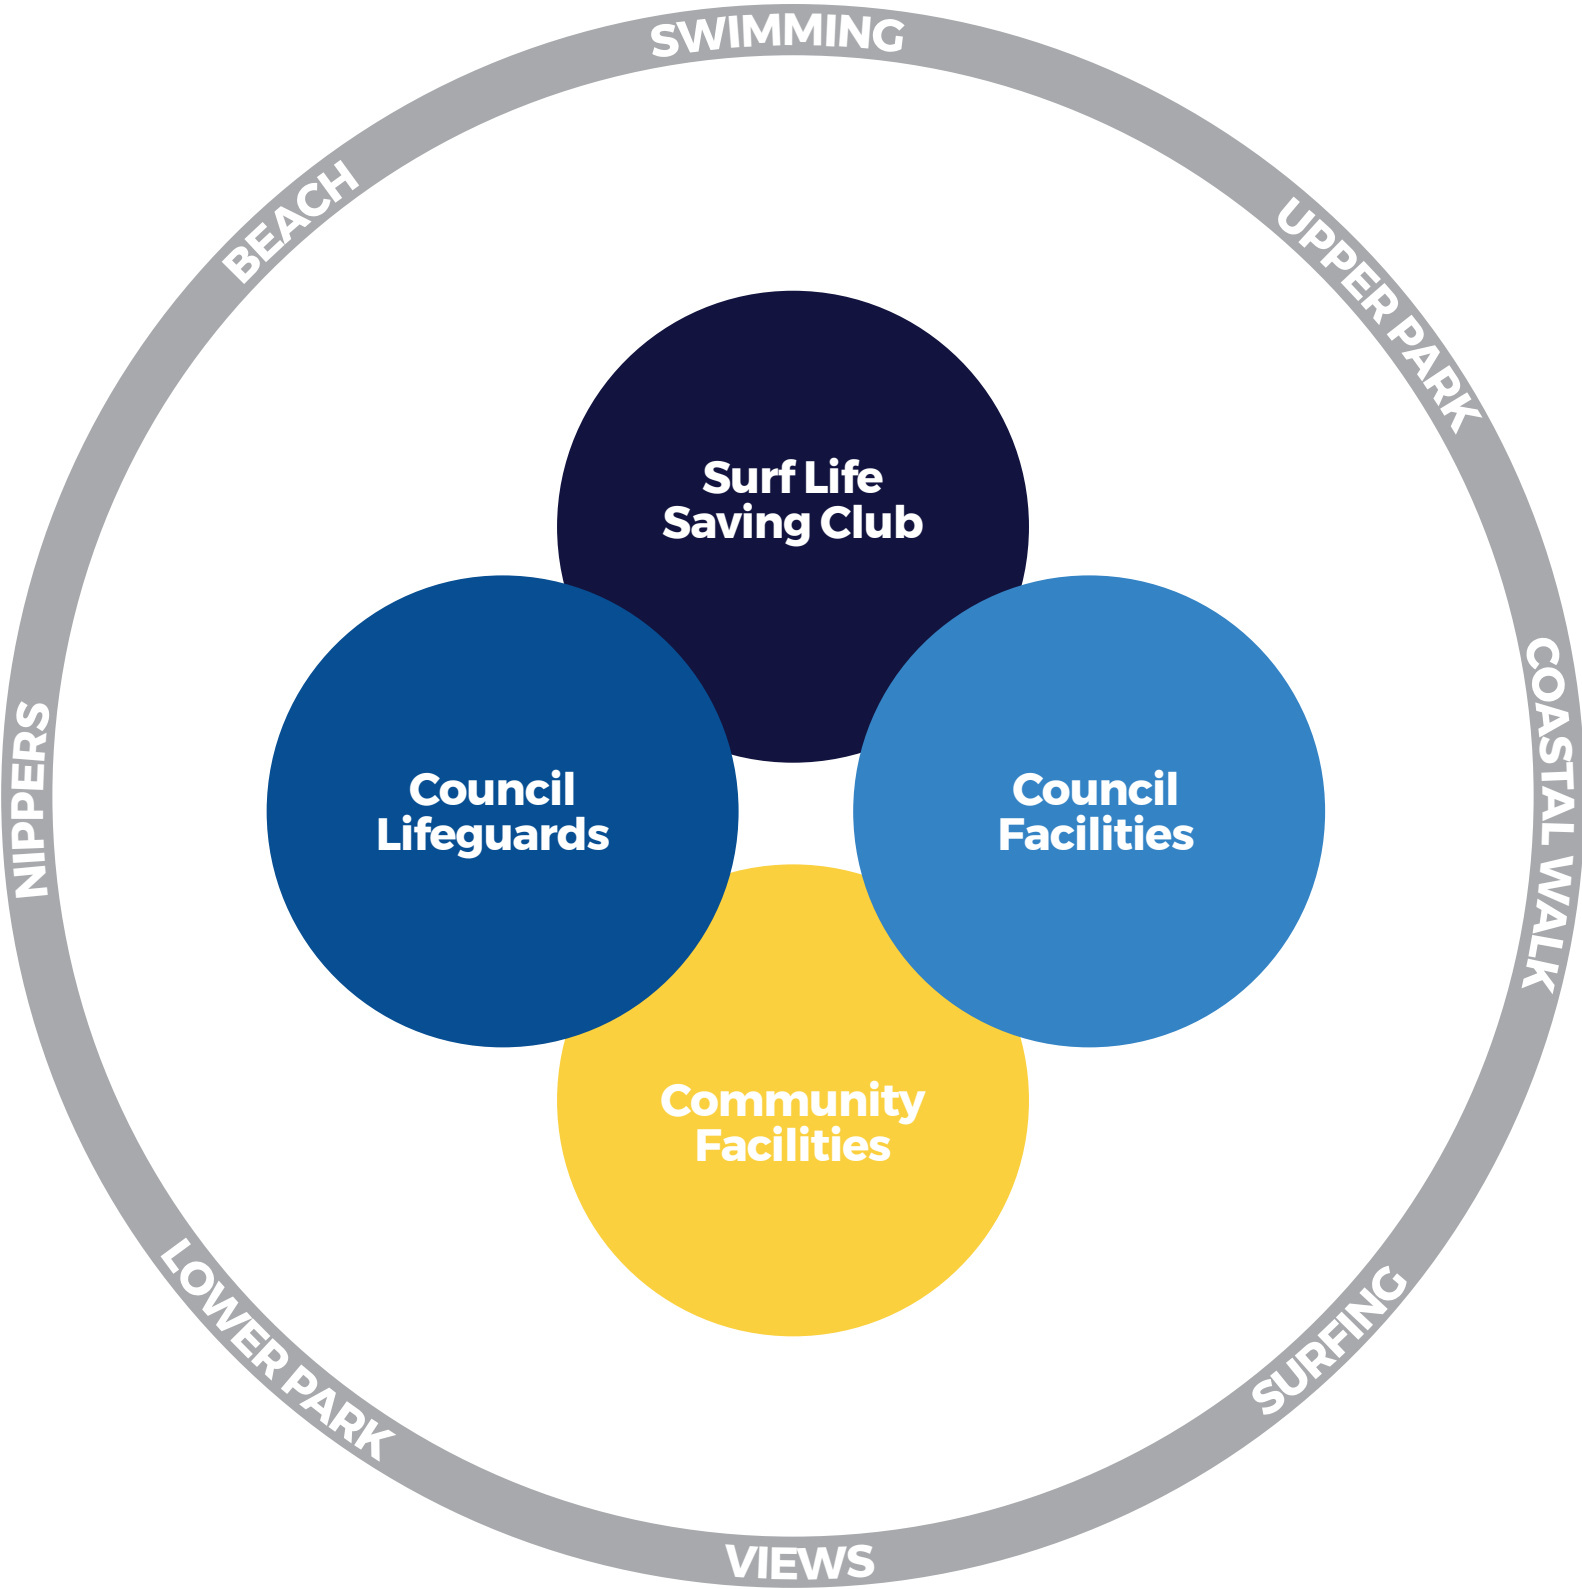 SWIMMING
BEACH
UPPER PARK
Surf Life
Saving Club
COASTAL WALK
NIPPERS
Council
Lifeguards
Council
Facilities
Community
Facilities
LOWER PARK
SURFING
VIEWS